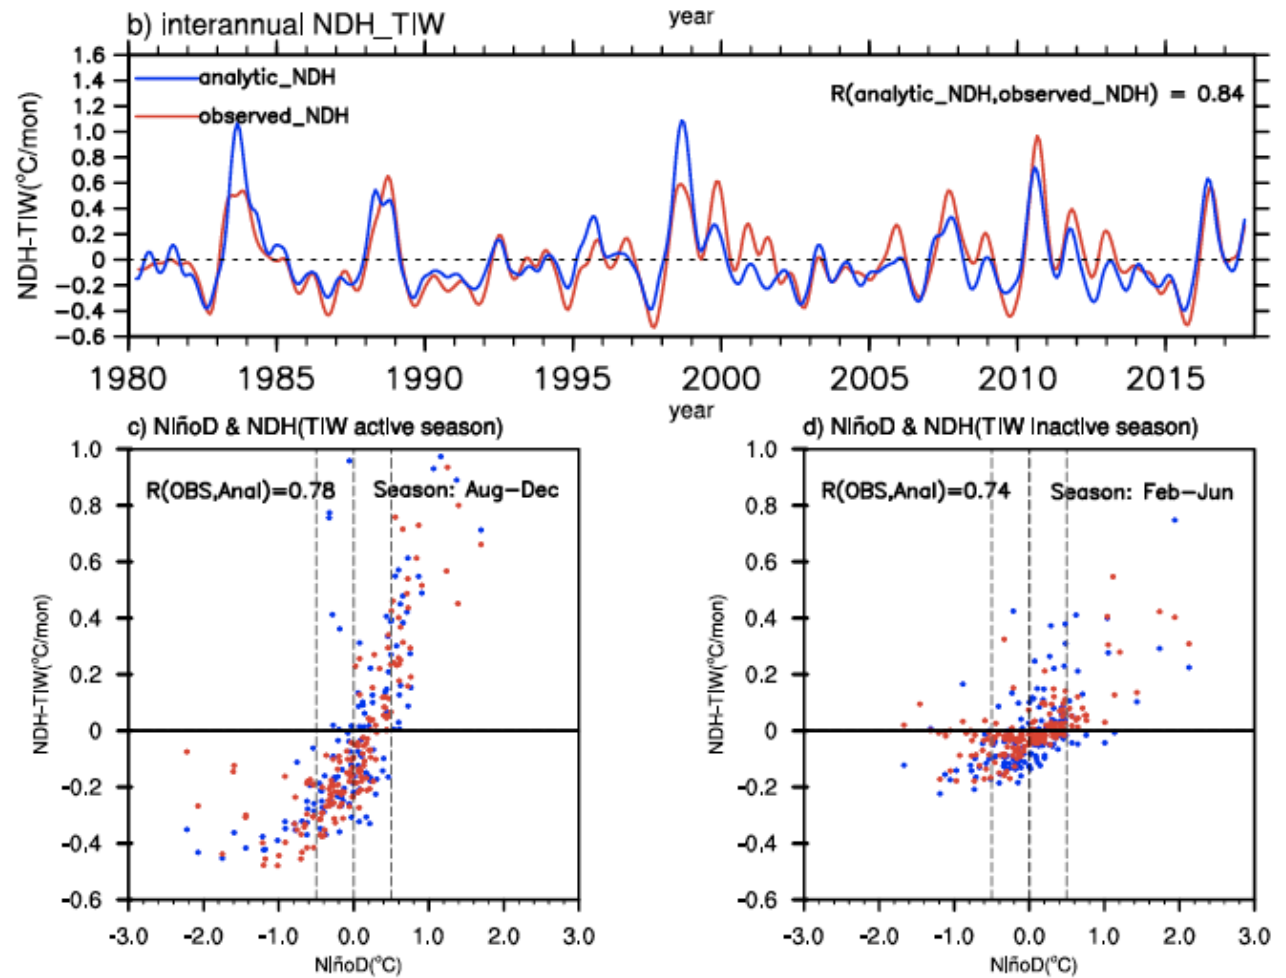 year
b) interannual NDH_TIW
analytic_NDH
observed_NDH
R(analytic_NDH,observed_NDH) = 0.84
NDH-TIW(°C/mon)
1.6
1.4
1.2
1.0
0.8
0.6
0.4
0.2
0
-0.2
-0.4
-0.6
1980 1985 1990 1995 2000 2005 2010 2015
year
c) NIñoD & NDH(TIW active season)
R(OBS,Anal)=0.78 Season: Aug-Dec
NDH-TIW(°C/mon)
1.0
0.8
0.6
0.4
0.2
0
-0.2
-0.4
-0.6
-3.0 -2.0 -1.0 0.0 1.0 2.0 3.0
NIñoD(°C)
d) NIñoD & NDH(TIW Inactive season)
R(OBS,Anal)=0.74 Season: Feb-Jun
NDH-TIW(°C/mon)
1.0
0.8
0.6
0.4
0.2
0
-0.2
-0.4
-0.6
-3.0 -2.0 -1.0 0.0 1.0 2.0 3.0
NIñoD(°C)